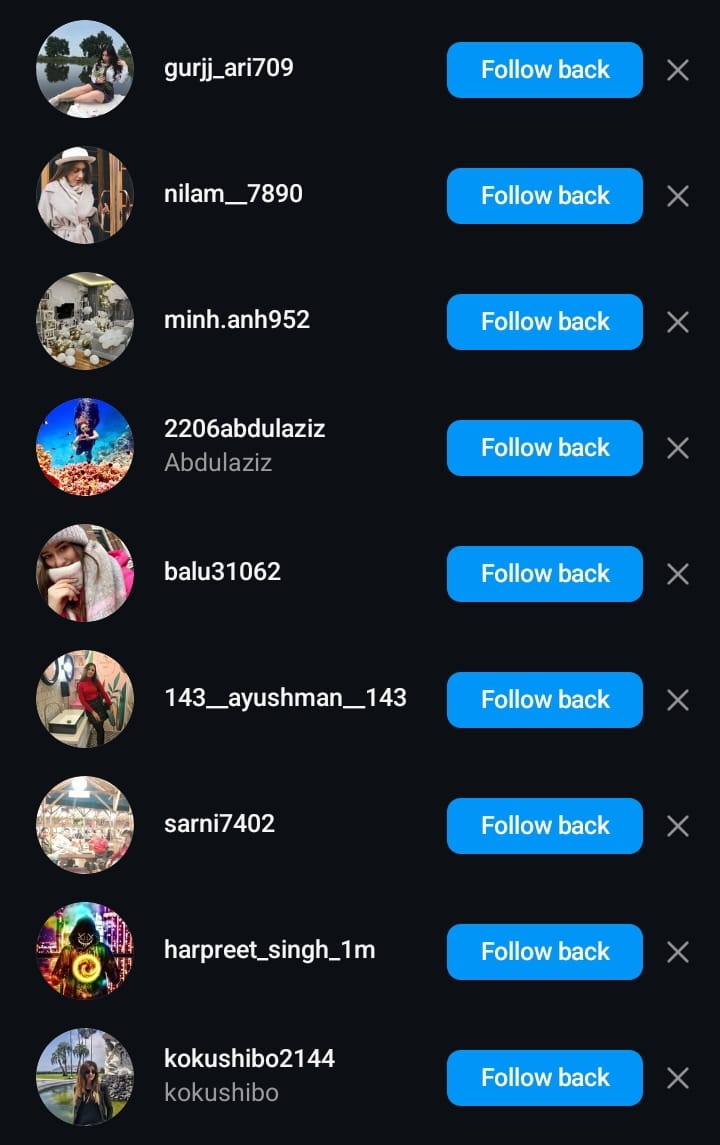 gurjj_ari709
Follow back
nilam__7890
Follow back
minh.anh952
Follow back
2206abdulaziz
Abdulaziz
Follow back
balu31062
Follow back
143__ayushman__143
Follow back
sarni7402
Follow back
harpreet_singh_1m
Follow back
kokushibo2144
kokushibo
Follow back